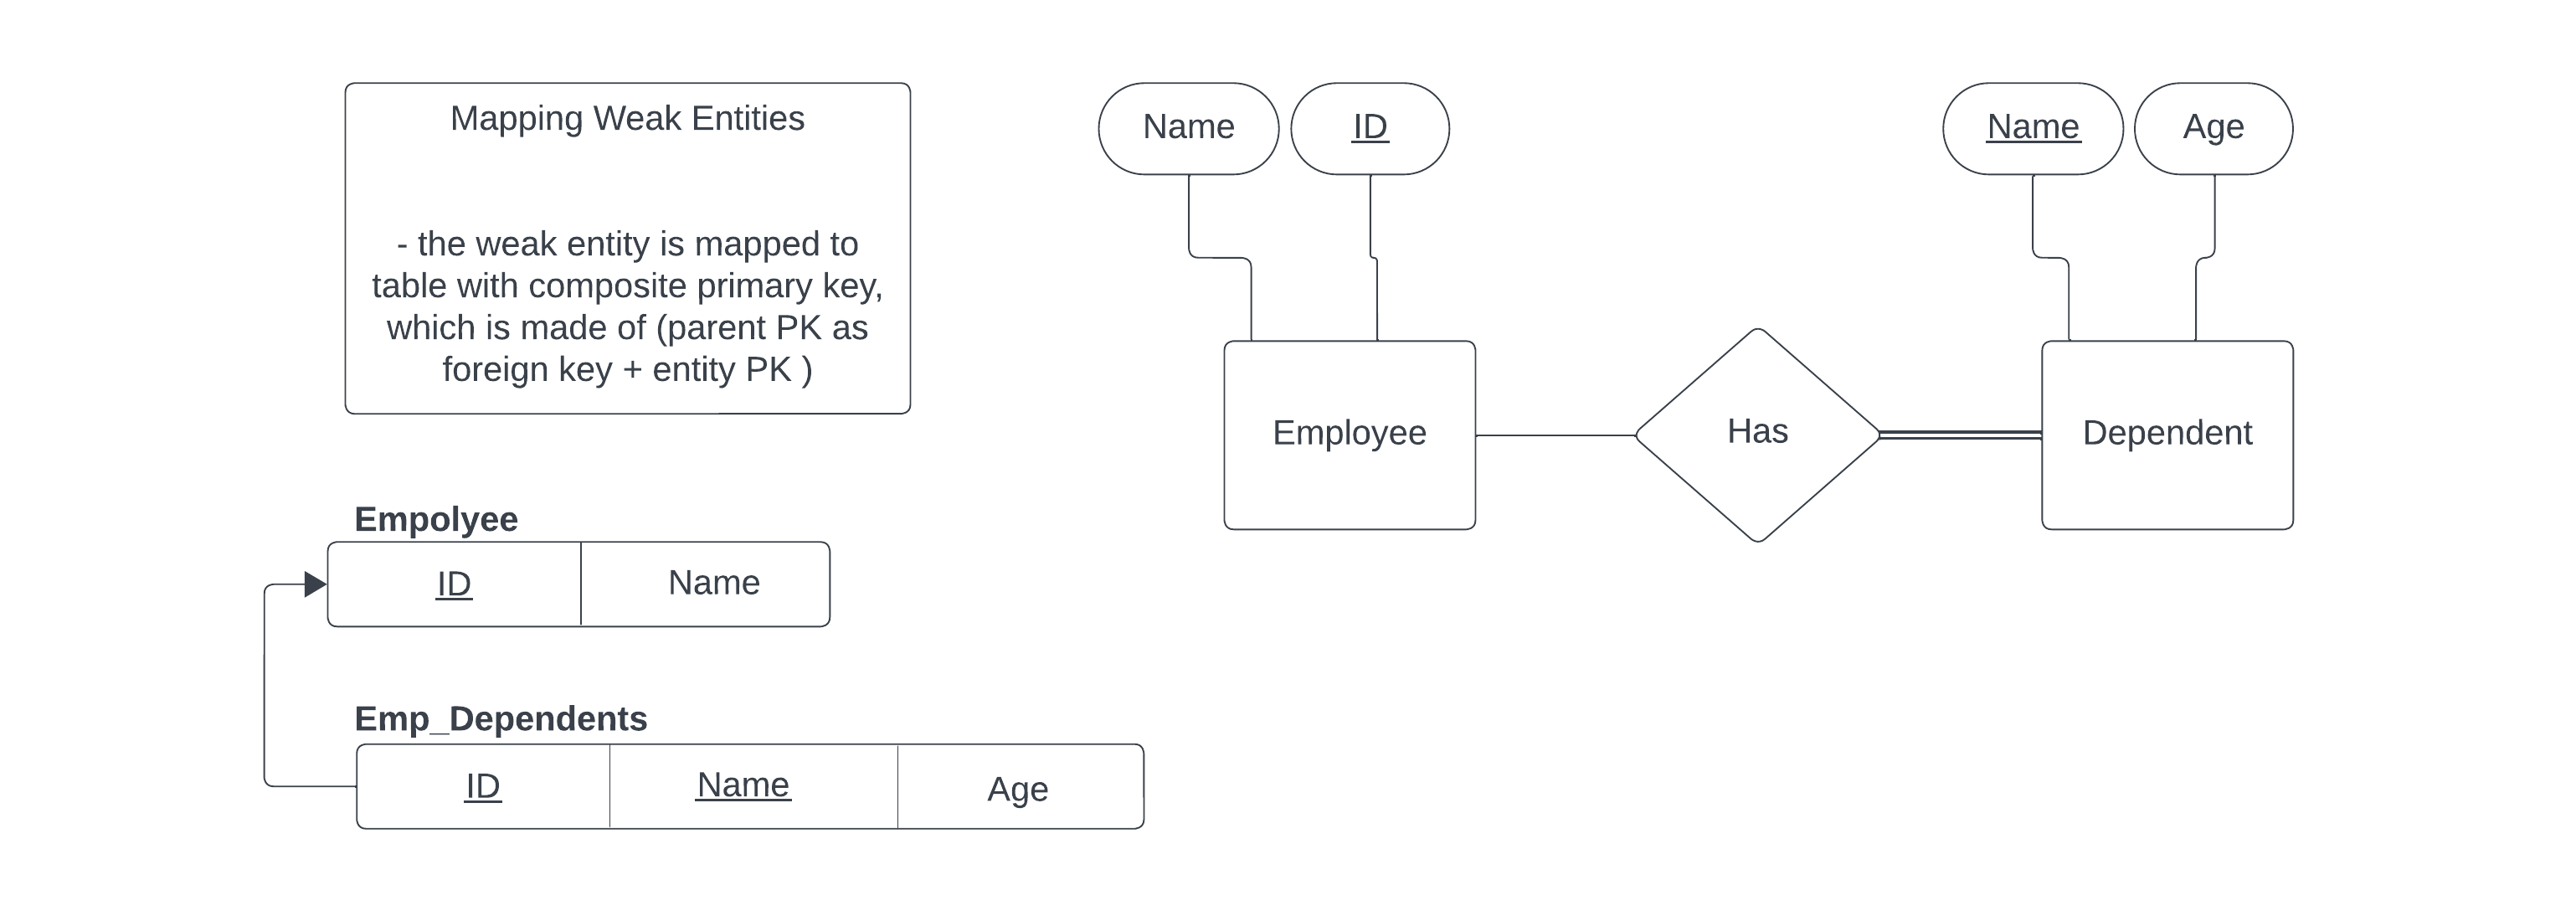 Mapping Weak Entities
- the weak entity is mapped to
table with composite primary key,
which is made of (parent PK as
foreign key + entity PK )
Name
ID
Name
Age
Employee
Has
Dependent
Empolyee
ID
Name
Emp_Dependents
ID
Name
Age